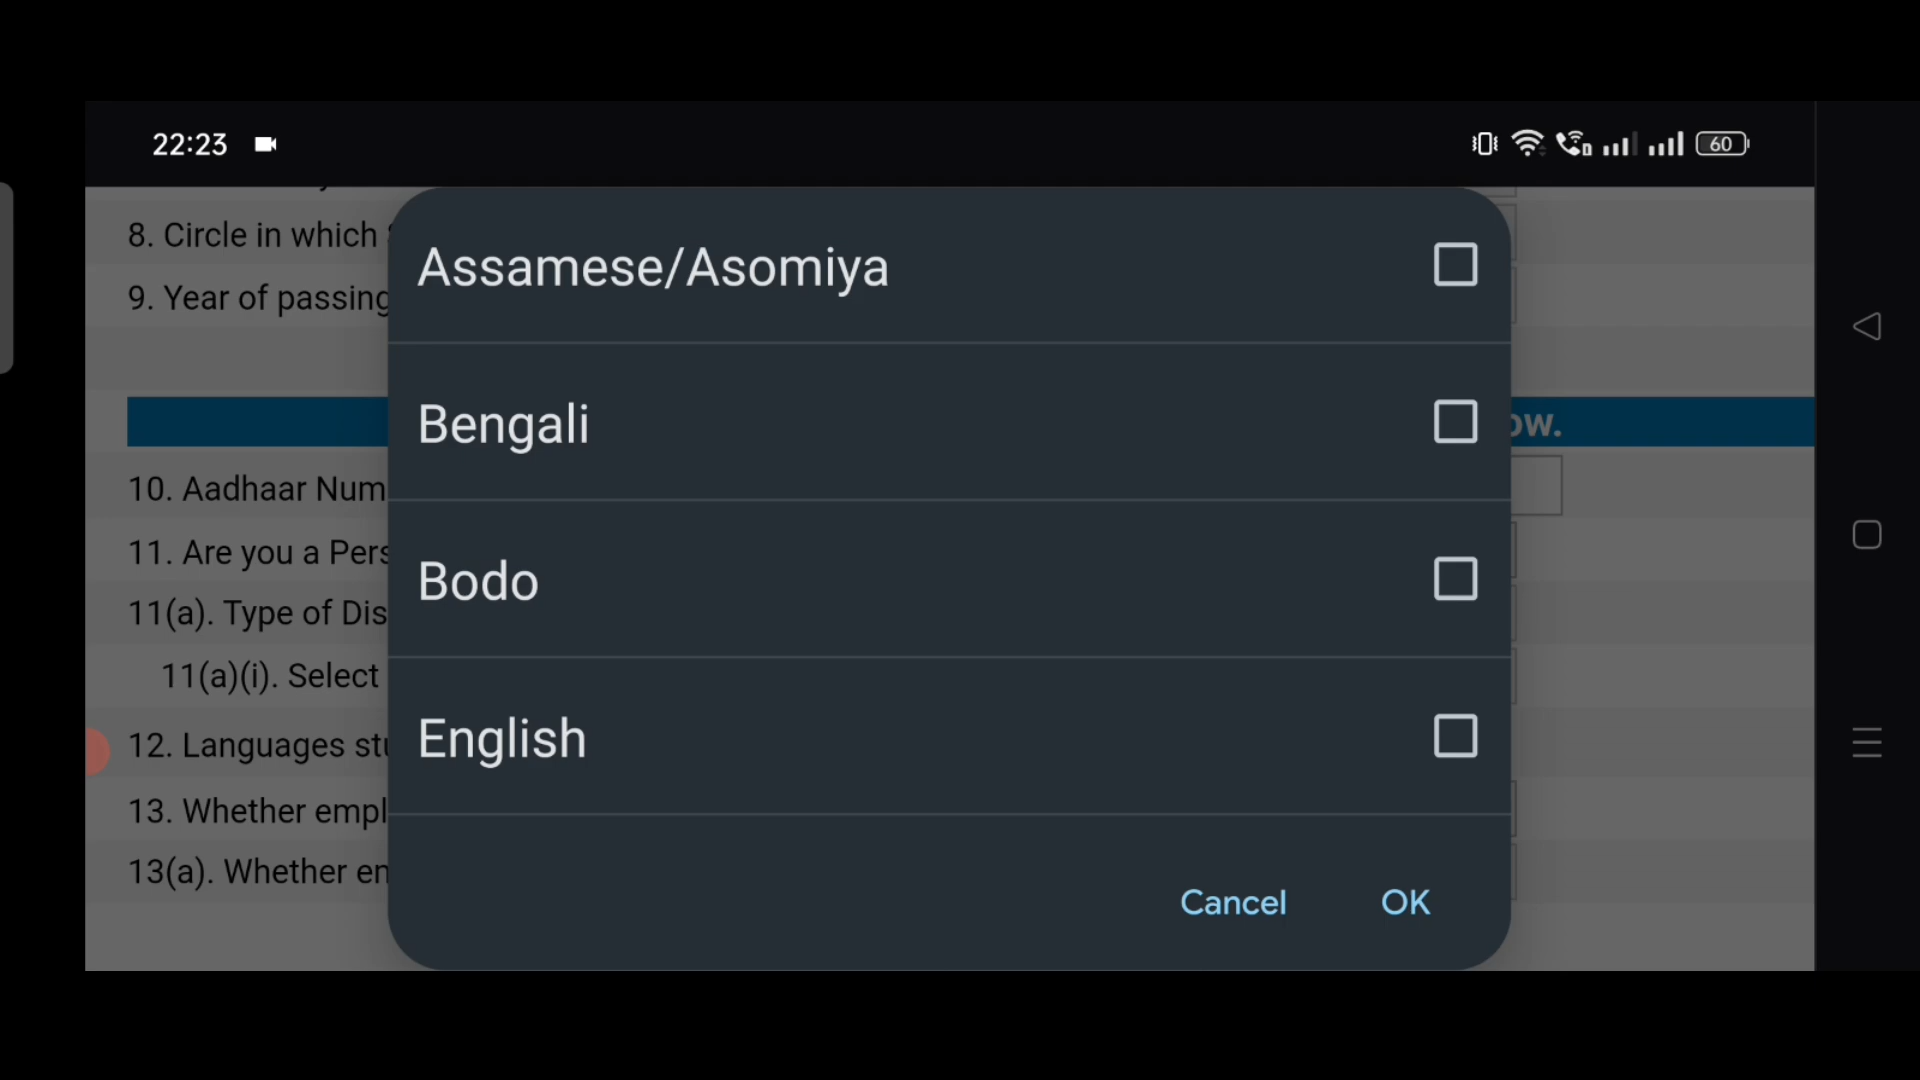 22:23
60
8. Circle in which
9. Year of passing
ow.
10. Aadhaar Num
11. Are you a Pers
11(a). Type of Dis
11(a)(i). Select
12. Languages stu
13. Whether empl
13(a). Whether en
Assamese/Asomiya
Bengali
Bodo
English
Cancel
OK